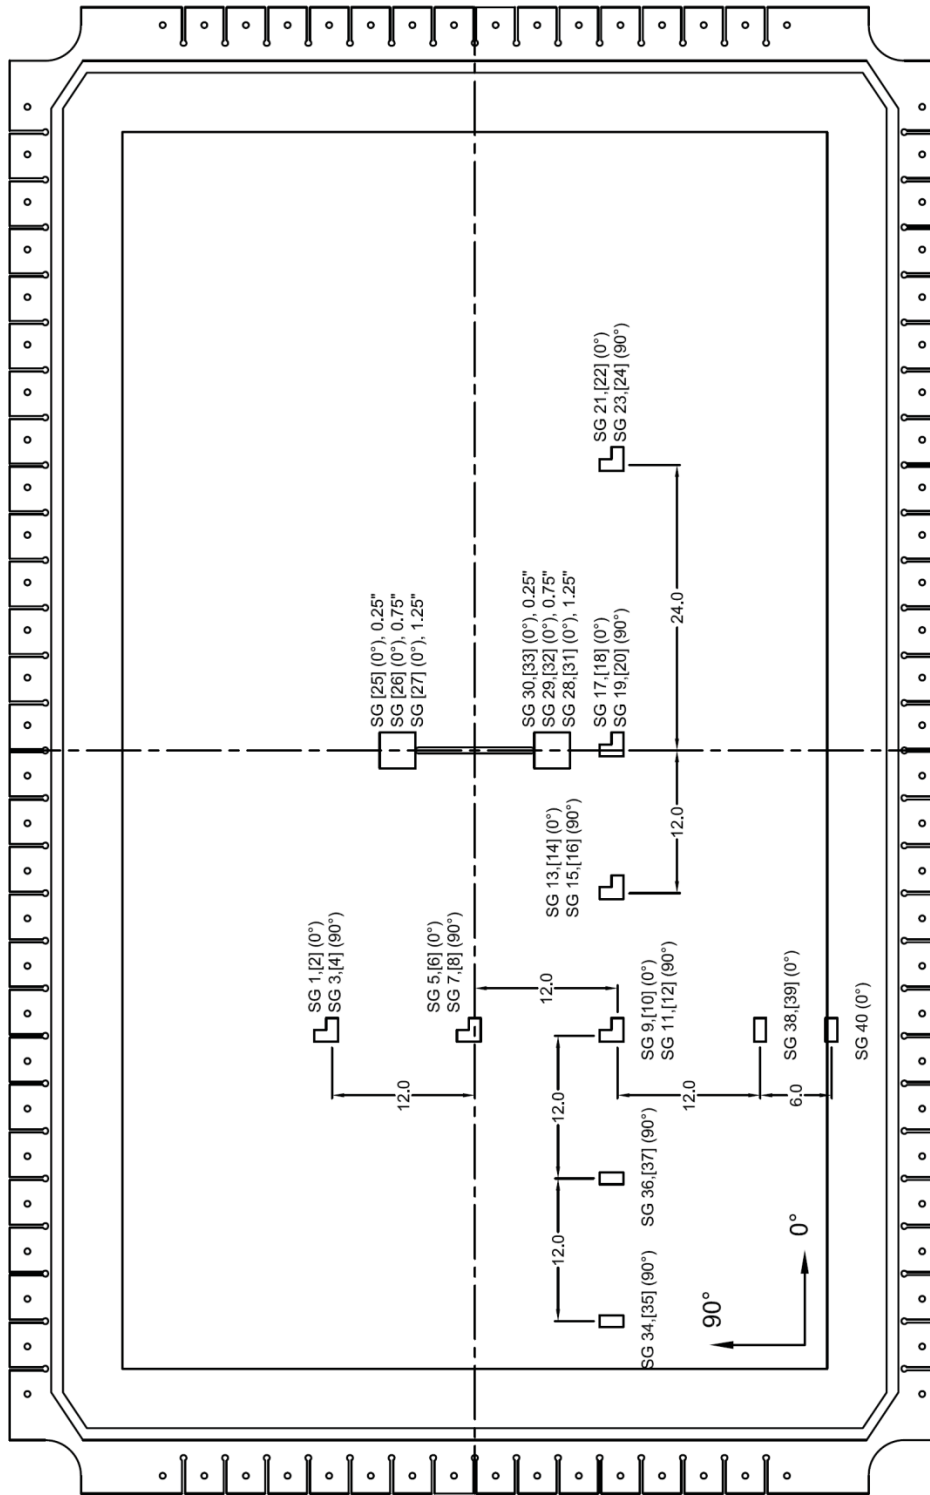 SG 1,[2] (0°)
SG 3,[4] (90°)
12.0
SG 5,[6] (0°)
SG 7,[8] (90°)
SG [25] (0°), 0.25"
SG [26] (0°), 0.75"
SG [27] (0°), 1.25"
12.0
SG 30,[33] (0°), 0.25"
SG 29,[32] (0°), 0.75"
SG 28,[31] (0°), 1.25"
12.0
12.0
SG 13,[14] (0°)
SG 15,[16] (90°)
SG 17,[18] (0°)
SG 19,[20] (90°)
SG 21,[22] (0°)
SG 23,[24] (90°)
SG 34,[35] (90°)
SG 36,[37] (90°)
SG 9,[10] (0°)
SG 11,[12] (90°)
12.0
24.0
12.0
90°
0°
SG 38,[39] (0°)
6.0
SG 40 (0°)